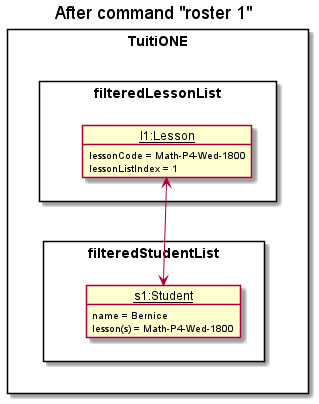 After command "roster 1"
TuitiONE
filteredLessonList
l1:Lesson
lessonCode = Math-P4-Wed-1800
lessonListIndex = 1
filteredStudentList
s1:Student
name = Bernice
lesson(s) = Math-P4-Wed-1800